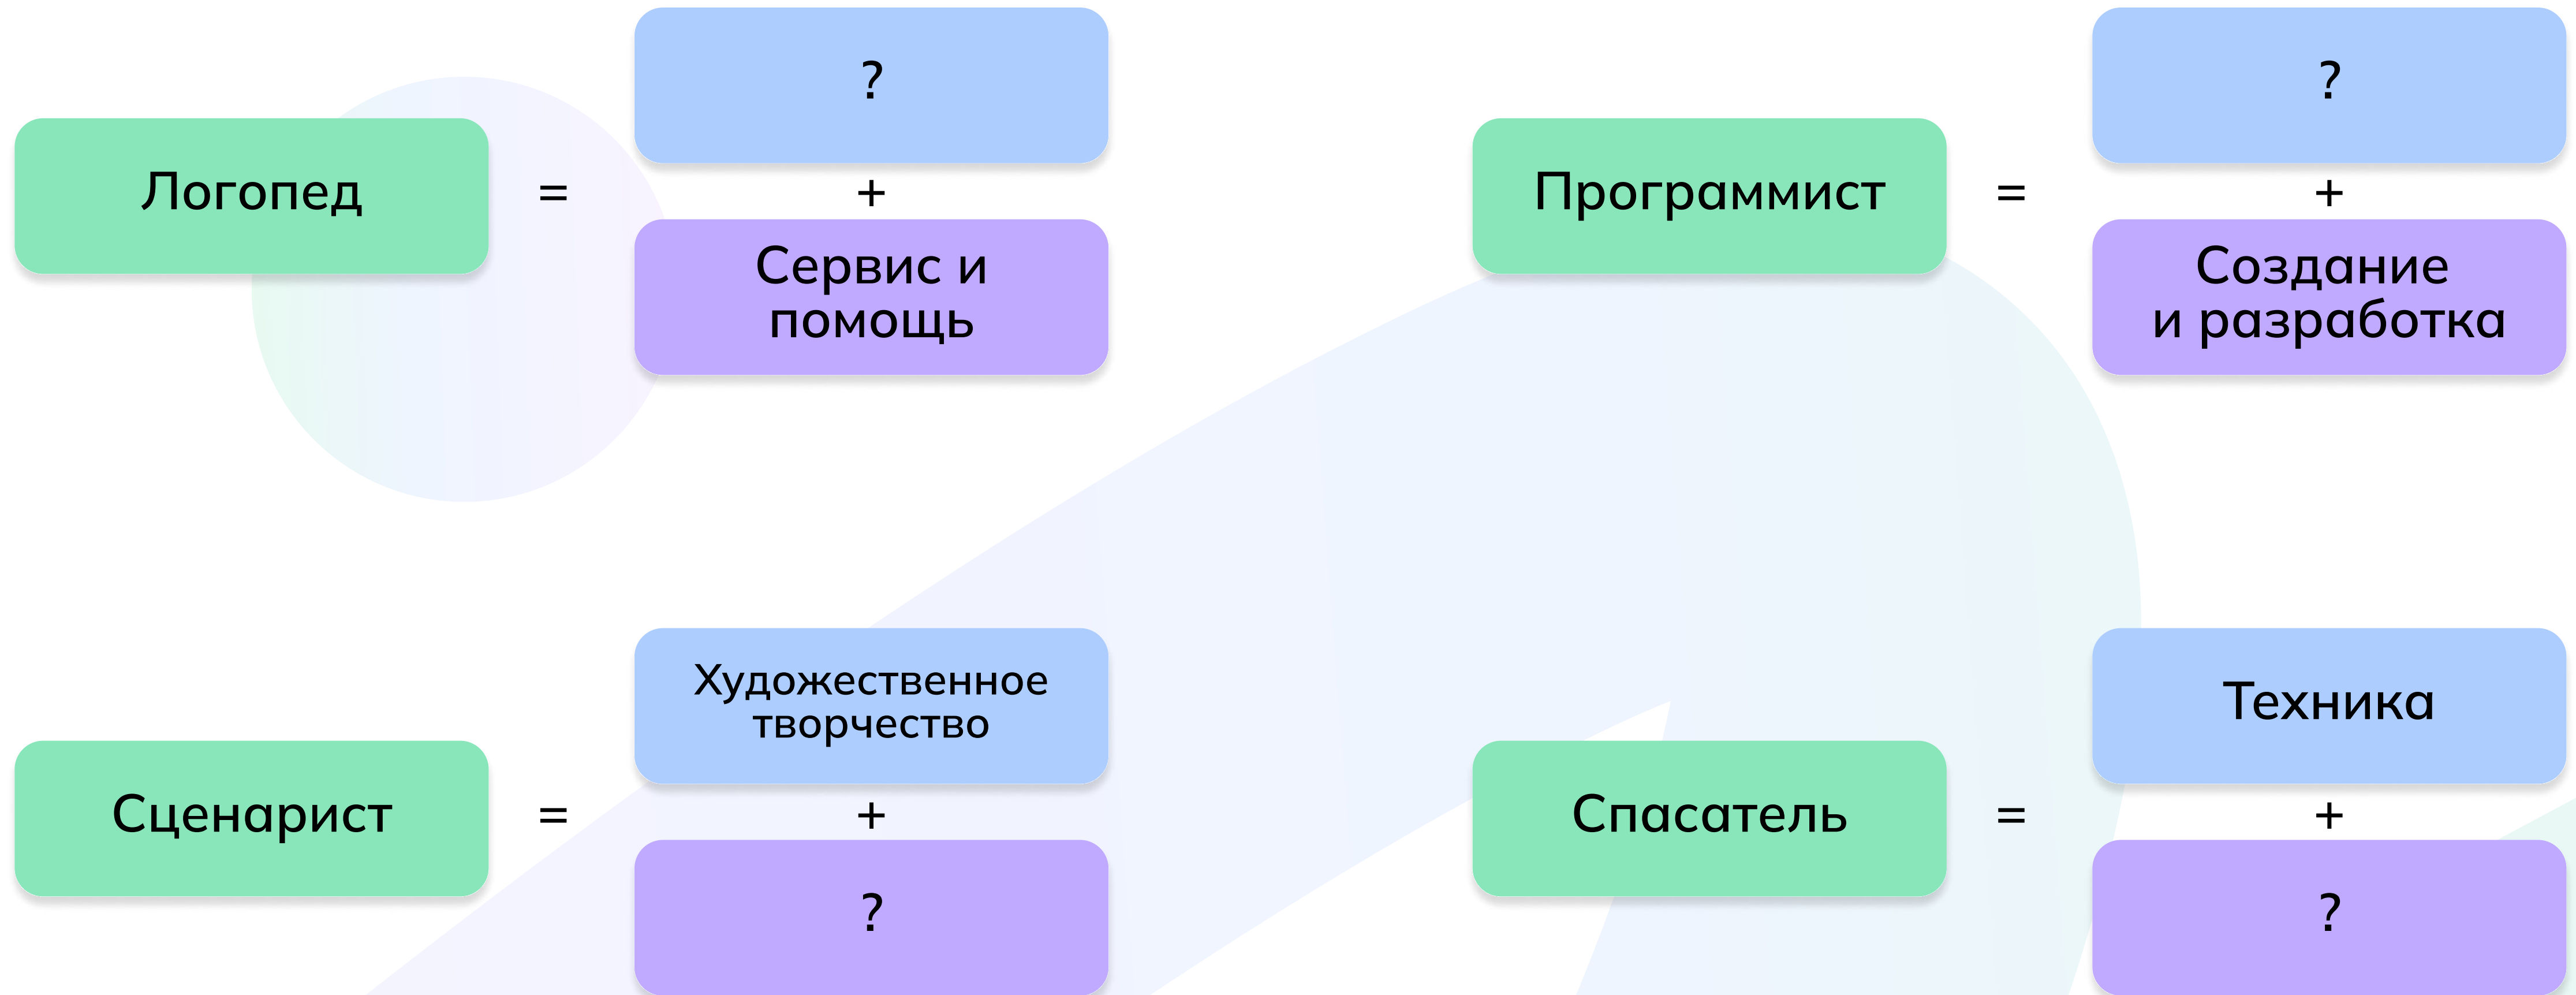 ?
Логопед
=
+
Сервис и
помощь
?
Программист
=
+
Создание
и разработка
Художественное
творчество
Сценарист
=
+
?
Техника
Спасатель
=
+
?